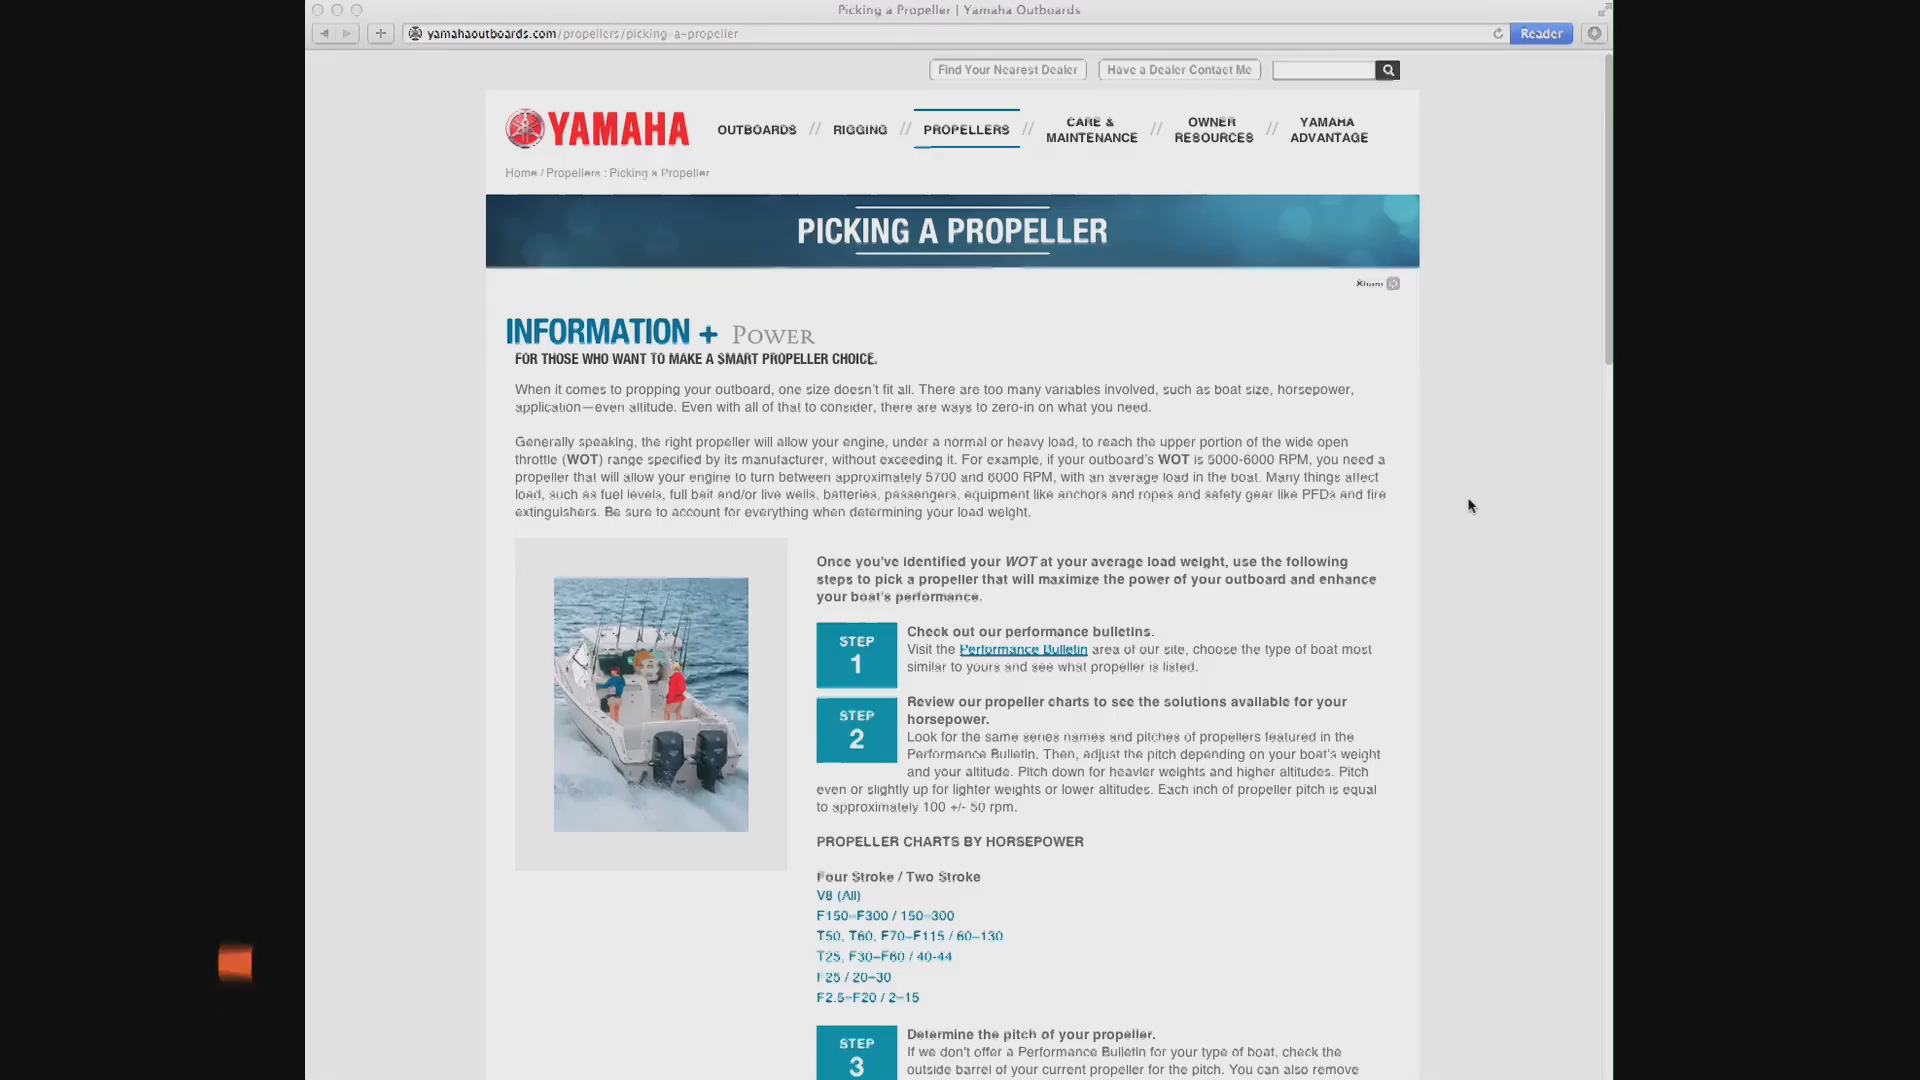 Picking a Propeller | Yamaha Outboards
yamahaoutboards.com/propellers/picking-a-propeller
Reader
Find Your Nearest Dealer
Have a Dealer Contact Me
YAMAHA
OUTBOARDS // RIGGING // PROPELLERS // CARE & MAINTENANCE // OWNER RESOURCES // YAMAHA ADVANTAGE
Home / Propellers : Picking a Propeller
PICKING A PROPELLER
INFORMATION + POWER
FOR THOSE WHO WANT TO MAKE A SMART PROPELLER CHOICE.
When it comes to propping your outboard, one size doesn't fit all. There are too many variables involved, such as boat size, horsepower,
application—even altitude. Even with all of that to consider, there are ways to zero-in on what you need.
Generally speaking, the right propeller will allow your engine, under a normal or heavy load, to reach the upper portion of the wide open
throttle (WOT) range specified by its manufacturer, without exceeding it. For example, if your outboard's WOT is 5000-6000 RPM, you need a
propeller that will allow your engine to turn between approximately 5700 and 6000 RPM, with an average load in the boat. Many things affect
load, such as fuel levels, full bait and/or live wells, batteries, passengers, equipment like anchors and ropes and safety gear like PFDs and fire
extinguishers. Be sure to account for everything when determining your load weight.
Once you've identified your WOT at your average load weight, use the following
steps to pick a propeller that will maximize the power of your outboard and enhance
your boat's performance.
STEP
1
Check out our performance bulletins.
Visit the Performance Bulletin area of our site, choose the type of boat most
similar to yours and see what propeller is listed.
STEP
2
Review our propeller charts to see the solutions available for your
horsepower.
Look for the same series names and pitches of propellers featured in the
Performance Bulletin. Then, adjust the pitch depending on your boat's weight
and your altitude. Pitch down for heavier weights and higher altitudes. Pitch
even or slightly up for lighter weights or lower altitudes. Each inch of propeller pitch is equal
to approximately 100 +/- 50 rpm.
PROPELLER CHARTS BY HORSEPOWER
Four Stroke / Two Stroke
V8 (All)
F150–F300 / 150–300
T50, T60, F70–F115 / 60–130
T25, F30–F60 / 40-44
F25 / 20–30
F2.5–F20 / 2–15
STEP
3
Determine the pitch of your propeller.
If we don't offer a Performance Bulletin for your type of boat, check the
outside barrel of your current propeller for the pitch. You can also remove